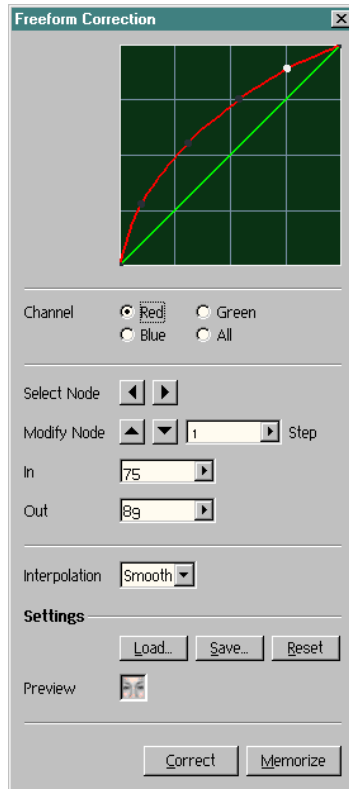 Freeform Correction
Channel Red Green
Blue All
Select Node
Modify Node 1 Step
In 75
Out 89
Interpolation Smooth
Settings
Load... Save... Reset
Preview
Correct Memorize